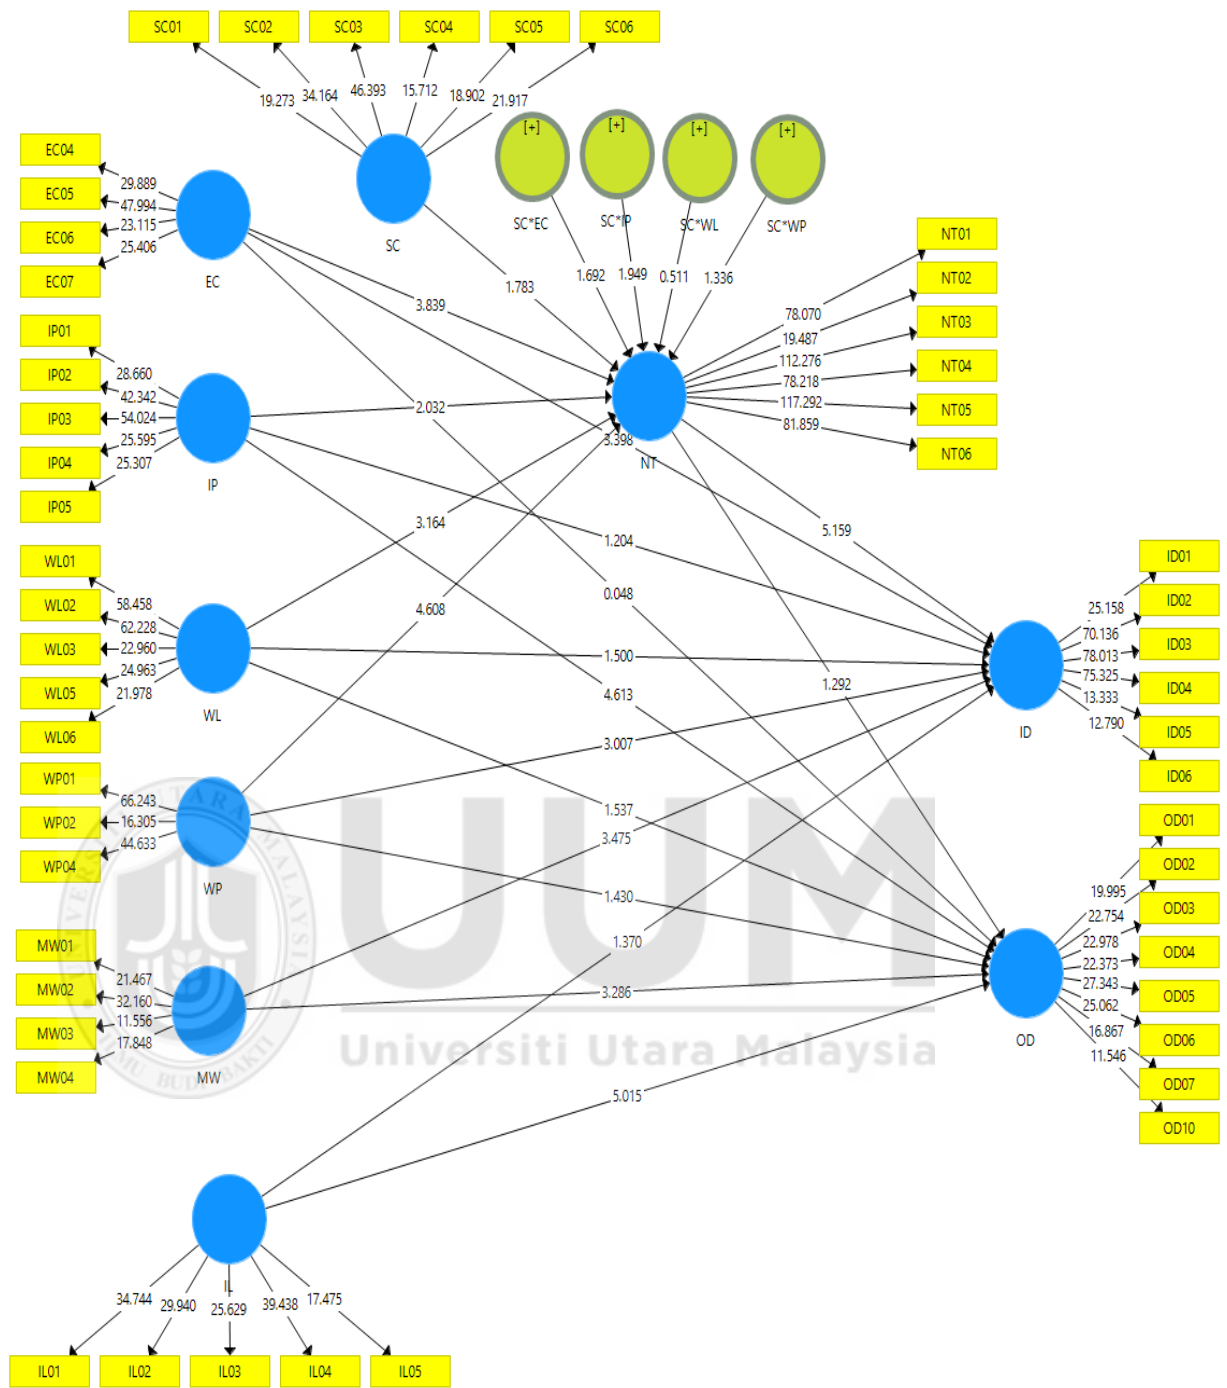 SC01 SC02 SC03 SC04 SC05 SC06
19.273 34.164 46.393 15.712 18.902 21.917
SC
[+] [+] [+] [+]
SC*EC SC*IP SC*WL SC*WP
1.692 1.949 0.511 1.336
1.783
EC04
EC05
EC06
EC07
29.889
47.994
23.115
25.406
EC
3.839
IP01
IP02
IP03
IP04
IP05
28.660
42.342
54.024
25.595
25.307
IP
2.032
3.398
NT
NT01
NT02
NT03
NT04
NT05
NT06
78.070
19.487
112.276
78.218
117.292
81.859
WL01
WL02
WL03
WL05
WL06
58.458
62.228
22.960
24.963
21.978
WL
3.164
4.608
1.204
0.048
1.500
4.613
5.159
1.292
3.007
1.537
3.475
1.430
1.370
3.286
5.015
ID01
ID02
ID03
ID04
ID05
ID06
25.158
70.136
78.013
75.325
13.333
12.790
ID
WP01
WP02
WP04
66.243
16.305
44.633
WP
MW01
MW02
MW03
MW04
21.467
32.160
11.556
17.848
MW
OD01
OD02
OD03
OD04
OD05
OD06
OD07
OD10
19.995
22.754
22.978
22.373
27.343
25.062
16.867
11.546
OD
UNIVERSITI UTARA MALAYSIA
ILMU BUDI BAKTI
UUM
Universiti Utara Malaysia
IL
34.744 29.940 25.629 39.438 17.475
IL01 IL02 IL03 IL04 IL05